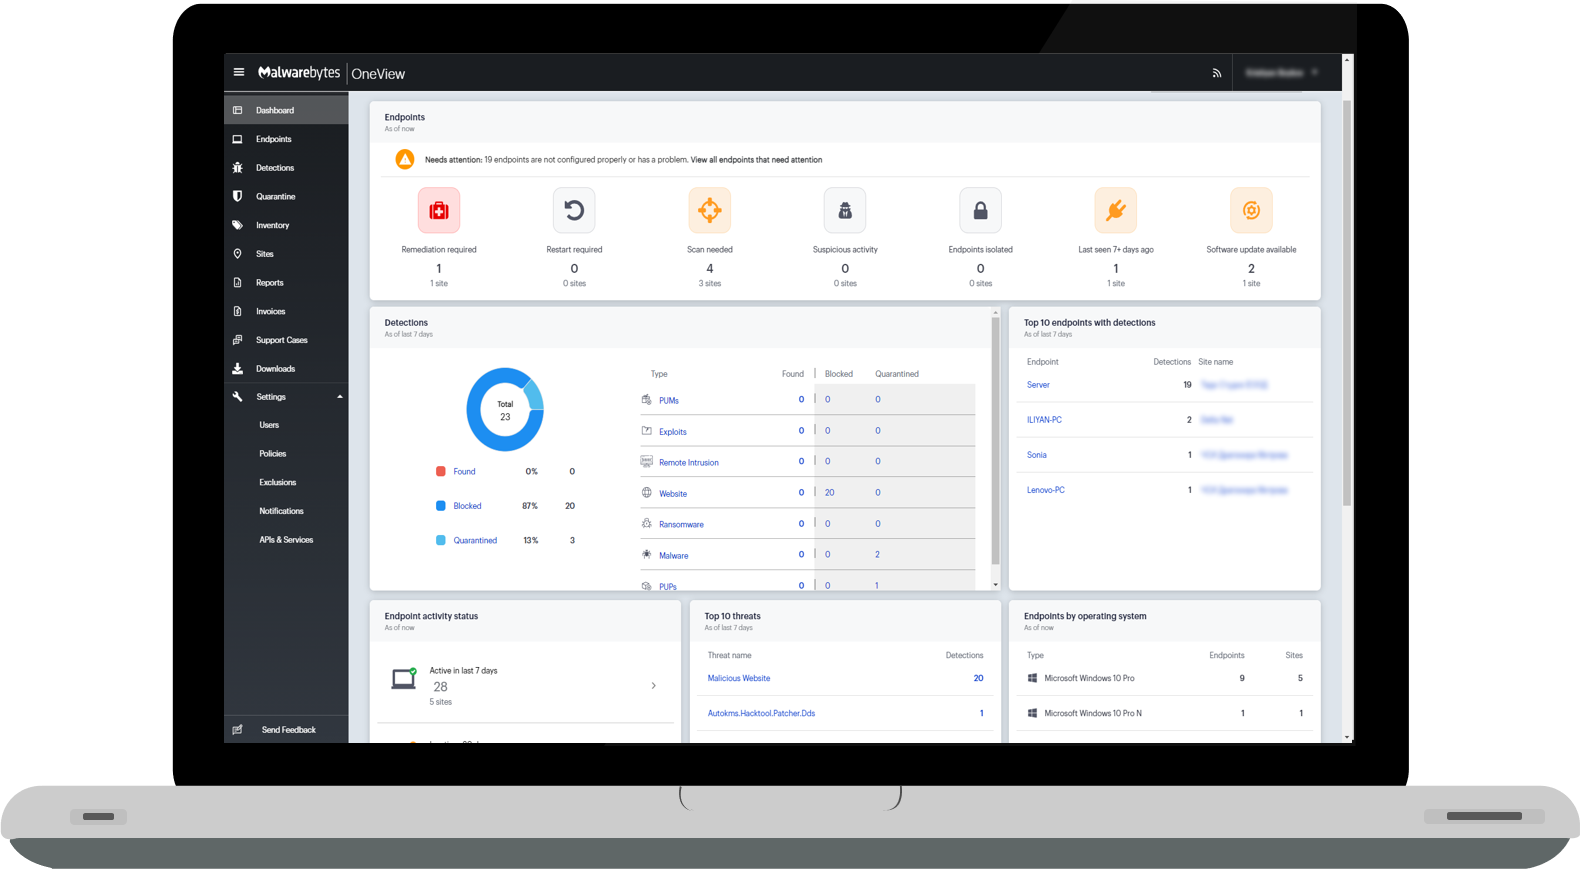 Malwarebytes | OneView
Dashboard
Endpoints
Detections
Quarantine
Inventory
Sites
Reports
Invoices
Support Cases
Downloads
Settings
Users
Policies
Exclusions
Notifications
APIs & Services
Send Feedback
Endpoints
As of now
Needs attention: 19 endpoints are not configured properly or has a problem. View all endpoints that need attention
Remediation required
1
1 site
Restart required
0
0 sites
Scan needed
4
3 sites
Suspicious activity
0
0 sites
Endpoints isolated
0
0 sites
Last seen 7+ days ago
1
1 site
Software update available
2
1 site
Detections
As of last 7 days
Total
23
Found 0% 0
Blocked 87% 20
Quarantined 13% 3
Type Found | Blocked Quarantined
PUMs 0 | 0 0
Exploits 0 | 0 0
Remote Intrusion 0 | 0 0
Website 0 | 20 0
Ransomware 0 | 0 0
Malware 0 | 0 2
PUPs 0 | 0 1
Top 10 endpoints with detections
As of last 7 days
Endpoint Detections Site name
Server 19
ILIYAN-PC 2
Sonia 1
Lenovo-PC 1
Endpoint activity status
As of now
Active in last 7 days
28
5 sites
Top 10 threats
As of last 7 days
Threat name Detections
Malicious Website 20
Autokms.Hacktool.Patcher.Dds 1
Endpoints by operating system
As of now
Type Endpoints Sites
Microsoft Windows 10 Pro 9 5
Microsoft Windows 10 Pro N 1 1